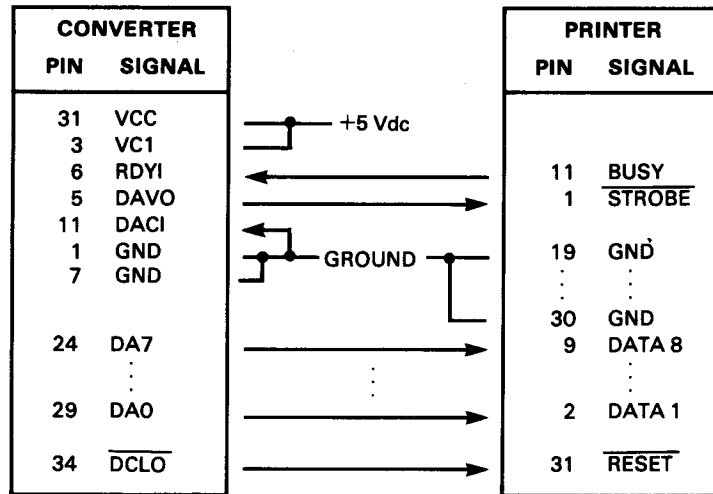 CONVERTER
PIN SIGNAL
31 VCC
3 VC1
6 RDYI
5 DAVO
11 DACI
1 GND
7 GND
24 DA7
29 DA0
34 DCLO
+5 Vdc
GROUND
PRINTER
PIN SIGNAL
11 BUSY
1 STROBE
19 GND
30 GND
9 DATA 8
2 DATA 1
31 RESET